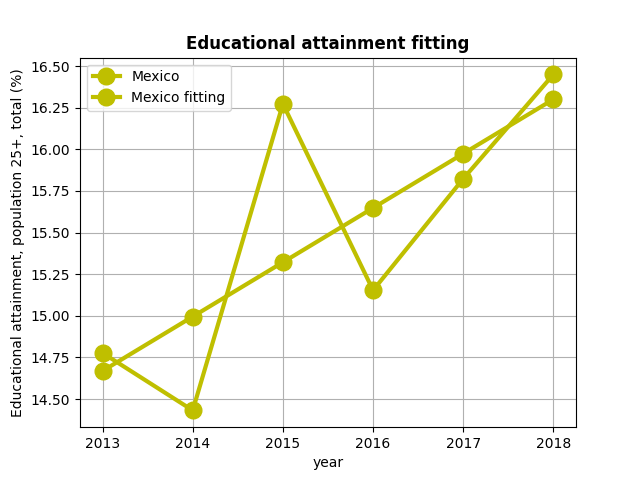 Educational attainment fitting
Mexico
Mexico fitting
Educational attainment, population 25+, total (%)
16.50
16.25
16.00
15.75
15.50
15.25
15.00
14.75
14.50
2013 2014 2015 2016 2017 2018
year